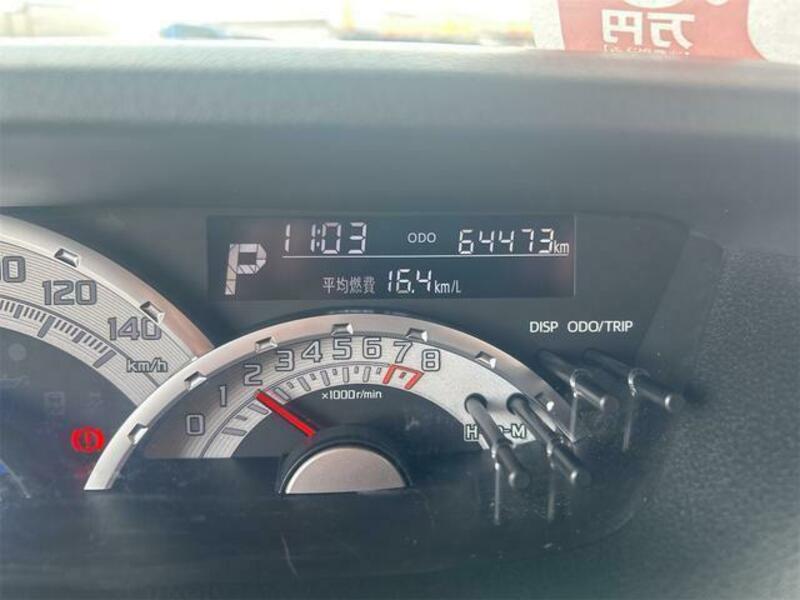 万円
11:03 ODO 64473km
P
平均燃費 16.4km/L
DISP ODO/TRIP
120
140
km/h
0 1 2 3 4 5 6 7 8
×1000r/min